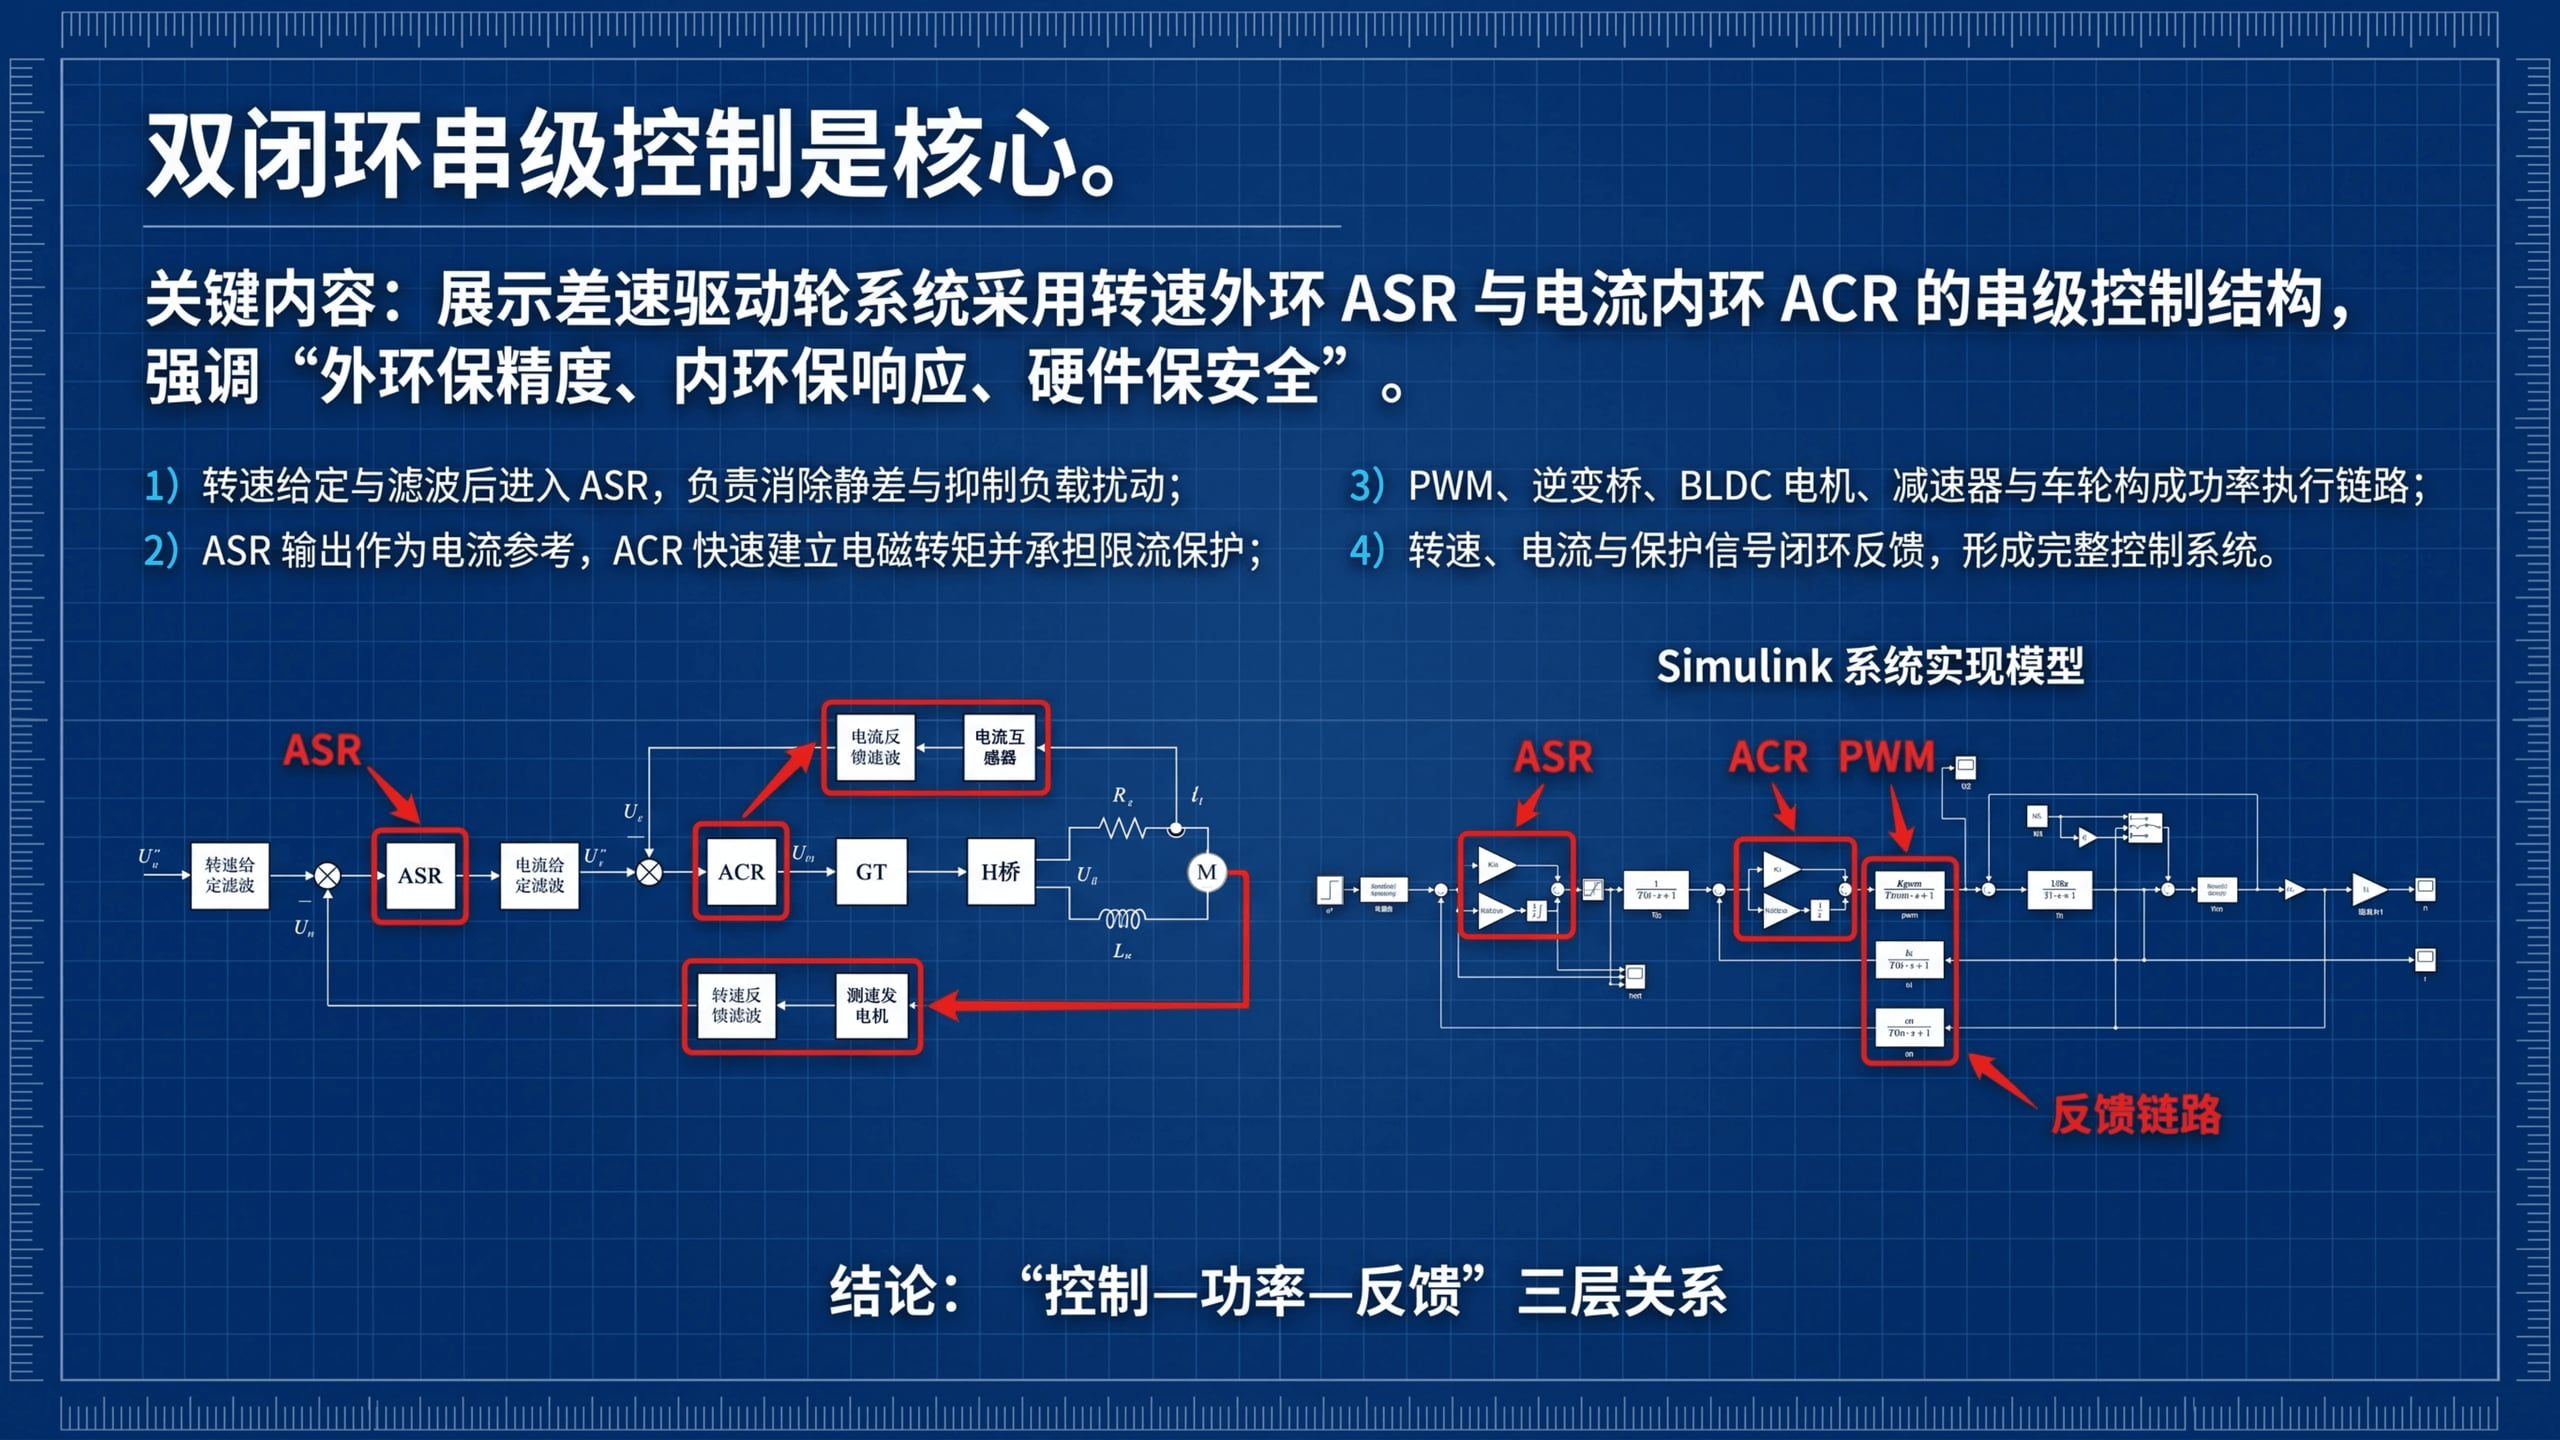 双闭环串级控制是核心。
关键内容：展示差速驱动轮系统采用转速外环 ASR 与电流内环 ACR 的串级控制结构，
强调“外环保精度、内环保响应、硬件保安全”。
1）转速给定与滤波后进入 ASR，负责消除静差与抑制负载扰动；
2）ASR 输出作为电流参考，ACR 快速建立电磁转矩并承担限流保护；
3）PWM、逆变桥、BLDC 电机、减速器与车轮构成功率执行链路；
4）转速、电流与保护信号闭环反馈，形成完整控制系统。
ASR
电流反
馈滤波
电流互
感器
转速给
定滤波
ASR
电流给
定滤波
ACR
GT
H桥
M
转速反
馈滤波
测速发
电机
Simulink 系统实现模型
ASR
ACR
PWM
pwm
反馈链路
结论：“控制—功率—反馈”三层关系